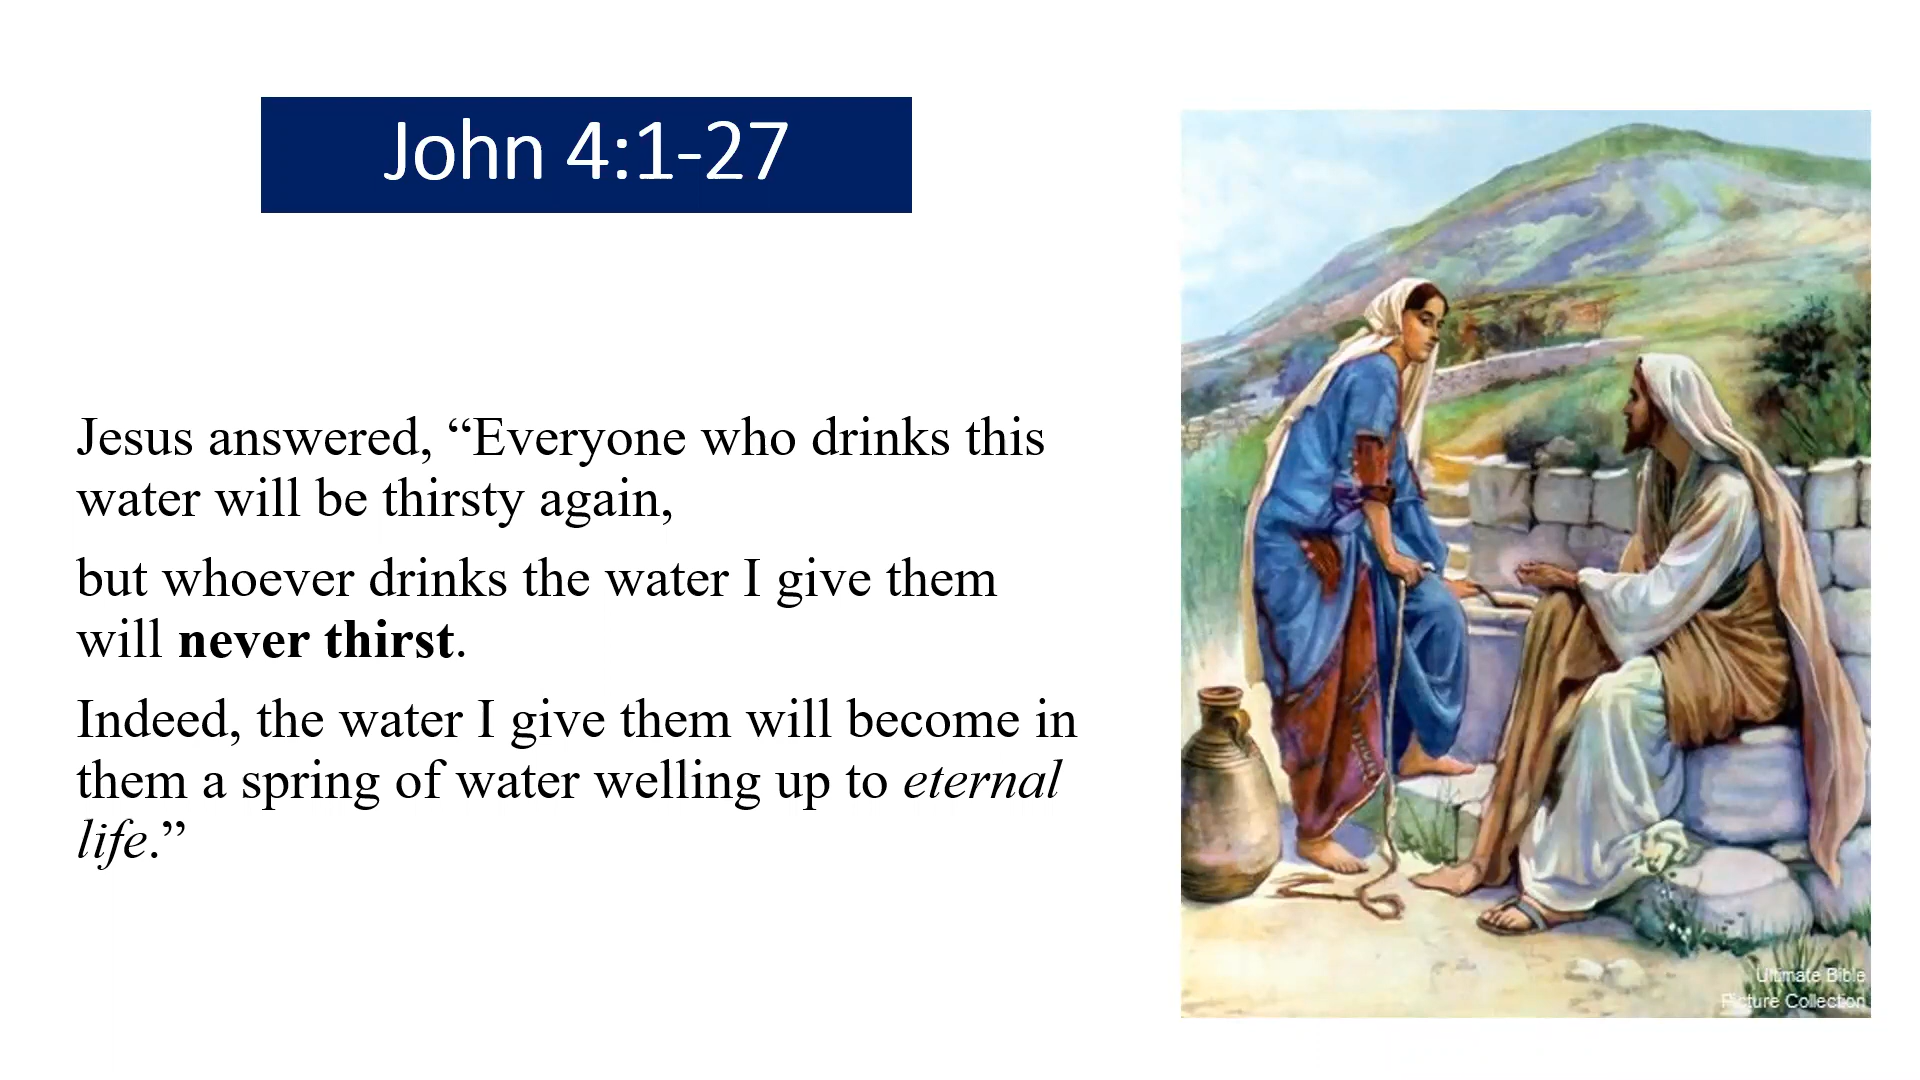 John 4:1-27
Jesus answered, “Everyone who drinks this
water will be thirsty again,
but whoever drinks the water I give them
will never thirst.
Indeed, the water I give them will become in
them a spring of water welling up to eternal
life.”
Ultimate Bible
Picture Collection